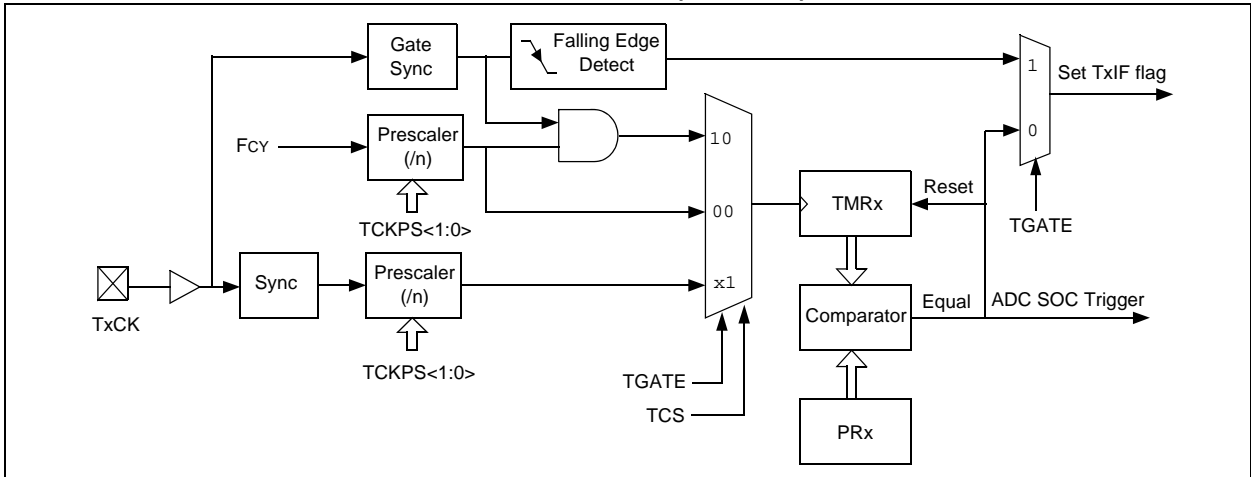 Gate
Sync
Falling Edge
Detect
1
Set TxIF flag
0
FCY
Prescaler
(/n)
10
TCKPS<1:0>
00
TMRx
Reset
TGATE
TxCK
Sync
Prescaler
(/n)
x1
Comparator
Equal
ADC SOC Trigger
TCKPS<1:0>
TGATE
TCS
PRx